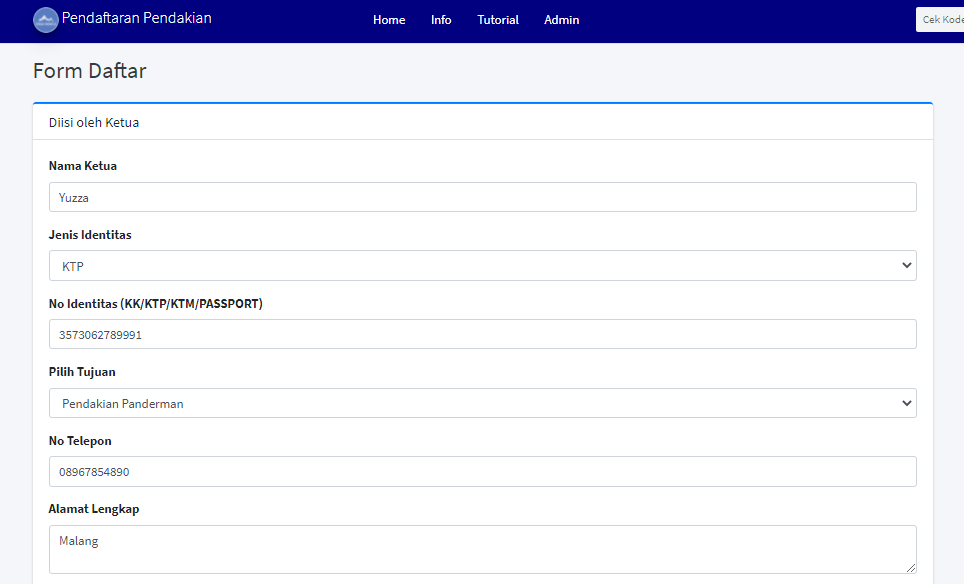 Pendaftaran Pendakian Home Info Tutorial Admin Cek Kode
Form Daftar
Diisi oleh Ketua
Nama Ketua
Yuzza
Jenis Identitas
KTP
No Identitas (KK/KTP/KTM/PASSPORT)
3573062789991
Pilih Tujuan
Pendakian Panderman
No Telepon
08967854890
Alamat Lengkap
Malang